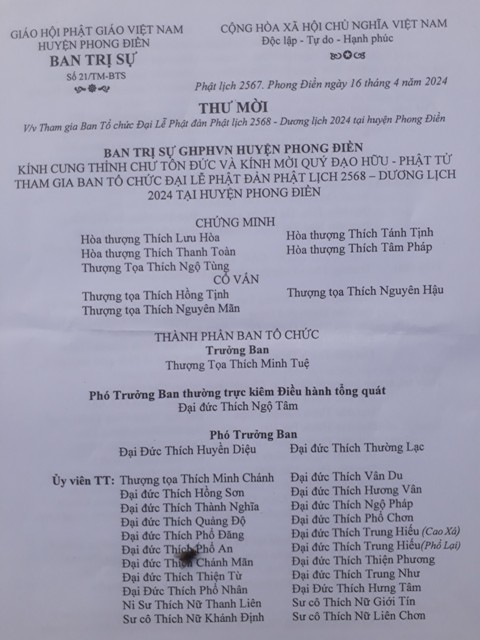 GIÁO HỘI PHẬT GIÁO VIỆT NAM
HUYỆN PHONG ĐIỀN
BAN TRỊ SỰ
Số 21/TM-BTS
CỘNG HÒA XÃ HỘI CHỦ NGHĨA VIỆT NAM
Độc lập - Tự do - Hạnh phúc
Phật lịch 2567. Phong Điền ngày 16 tháng 4 năm 2024
THƯ MỜI
V/v Tham gia Ban Tổ chức Đại Lễ Phật đản Phật lịch 2568 - Dương lịch 2024 tại huyện Phong Điền
BAN TRỊ SỰ GHPHVN HUYỆN PHONG ĐIỀN
KÍNH CUNG THỈNH CHƯ TÔN ĐỨC VÀ KÍNH MỜI QUÝ ĐẠO HỮU - PHẬT TỬ
THAM GIA BAN TỔ CHỨC ĐẠI LỄ PHẬT ĐẢN PHẬT LỊCH 2568 – DƯƠNG LỊCH
2024 TẠI HUYỆN PHONG ĐIỀN
CHỨNG MINH
Hòa thượng Thích Lưu Hòa
Hòa thượng Thích Thanh Toàn
Thượng Tọa Thích Ngộ Tùng
Hòa thượng Thích Tánh Tịnh
Hòa thượng Thích Tâm Pháp
CỐ VẤN
Thượng tọa Thích Hồng Tịnh
Thượng tọa Thích Nguyên Mãn
Thượng tọa Thích Nguyên Hậu
THÀNH PHẦN BAN TỔ CHỨC
Trưởng Ban
Thượng Tọa Thích Minh Tuệ
Phó Trưởng Ban thường trực kiêm Điều hành tổng quát
Đại đức Thích Ngộ Tâm
Phó Trưởng Ban
Đại Đức Thích Huyền Diệu
Đại đức Thích Thường Lạc
Ủy viên TT: Thượng tọa Thích Minh Chánh
Đại đức Thích Hồng Sơn
Đại đức Thích Thành Nghĩa
Đại đức Thích Quảng Độ
Đại đức Thích Phổ Đăng
Đại đức Thích Phổ An
Đại đức Chánh Mãn
Đại đức Thích Thiện Từ
Đại Đức Thích Phổ Nhân
Ni Sư Thích Nữ Thanh Liên
Sư cô Thích Nữ Khánh Định
Đại đức Thích Vân Du
Đại đức Thích Hương Vân
Đại đức Thích Ngộ Pháp
Đại đức Thích Phổ Chơn
Đại đức Thích Trung Hiếu (Cao Xá)
Đại đức Thích Trung Hiếu(Phổ Lại)
Đại đức Thích Thiện Phương
Đại đức Thích Trung Như
Đại Đức Thích Hưng Tâm
Sư cô Thích Nữ Giới Tín
Sư cô Thích Nữ Liên Chơn